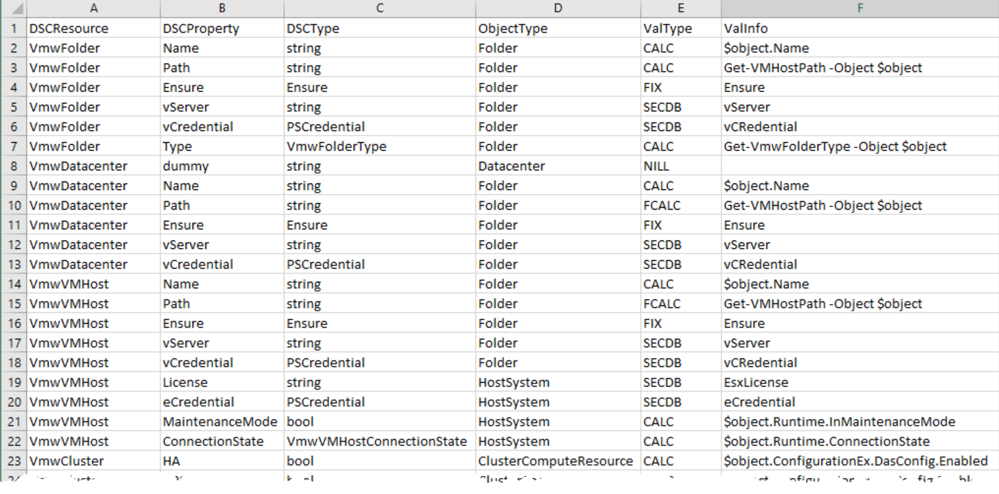 A B C D E F
1 DSCResource DSCProperty DSCType ObjectType ValType ValInfo
2 VmwFolder Name string Folder CALC $object.Name
3 VmwFolder Path string Folder CALC Get-VMHostPath -Object $object
4 VmwFolder Ensure Ensure Folder FIX Ensure
5 VmwFolder vServer string Folder SECDB vServer
6 VmwFolder vCredential PSCredential Folder SECDB vCRedential
7 VmwFolder Type VmwFolderType Folder CALC Get-VmwFolderType -Object $object
8 VmwDatacenter dummy string Datacenter NILL
9 VmwDatacenter Name string Folder CALC $object.Name
10 VmwDatacenter Path string Folder FCALC Get-VMHostPath -Object $object
11 VmwDatacenter Ensure Ensure Folder FIX Ensure
12 VmwDatacenter vServer string Folder SECDB vServer
13 VmwDatacenter vCredential PSCredential Folder SECDB vCRedential
14 VmwVMHost Name string Folder CALC $object.Name
15 VmwVMHost Path string Folder FCALC Get-VMHostPath -Object $object
16 VmwVMHost Ensure Ensure Folder FIX Ensure
17 VmwVMHost vServer string Folder SECDB vServer
18 VmwVMHost vCredential PSCredential Folder SECDB vCRedential
19 VmwVMHost License string HostSystem SECDB EsxLicense
20 VmwVMHost eCredential PSCredential HostSystem SECDB eCredential
21 VmwVMHost MaintenanceMode bool HostSystem CALC $object.Runtime.InMaintenanceMode
22 VmwVMHost ConnectionState VmwVMHostConnectionState HostSystem CALC $object.Runtime.ConnectionState
23 VmwCluster HA bool ClusterComputeResource CALC $object.ConfigurationEx.DasConfig.Enabled